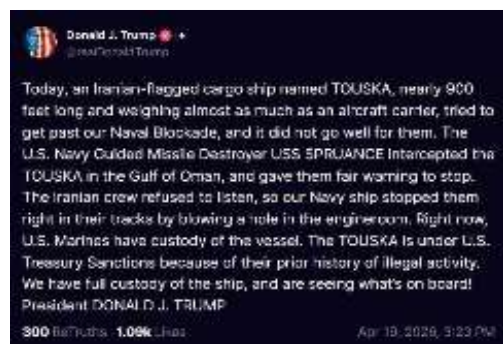 Donald J. Trump
@realDonaldTrump
Today, an Iranian-flagged cargo ship named TOUSKA, nearly 900
feet long and weighing almost as much as an aircraft carrier, tried to
get past our Naval Blockade, and it did not go well for them. The
U.S. Navy Guided Missile Destroyer USS SPRUANCE intercepted the
TOUSKA in the Gulf of Oman, and gave them fair warning to stop.
The Iranian crew refused to listen, so our Navy ship stopped them
right in their tracks by blowing a hole in the engineroom. Right now,
U.S. Marines have custody of the vessel. The TOUSKA is under U.S.
Treasury Sanctions because of their prior history of illegal activity.
We have full custody of the ship, and are seeing what's on board!
President DONALD J. TRUMP
300 ReTruths 1.09k Likes
Apr 19, 2026, 3:23 PM